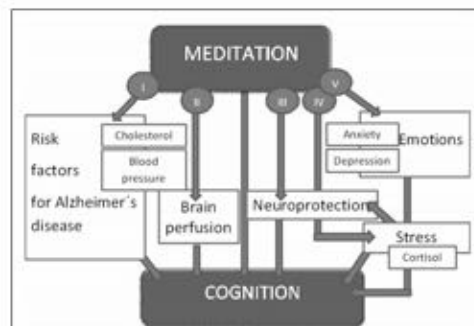 MEDITATION
I
II
III
IV
V
Risk
factors
for Alzheimer´s
disease
Cholesterol
Blood
pressure
Brain
perfusion
Neuroprotection
Anxiety
Depression
Emotions
Stress
Cortisol
COGNITION